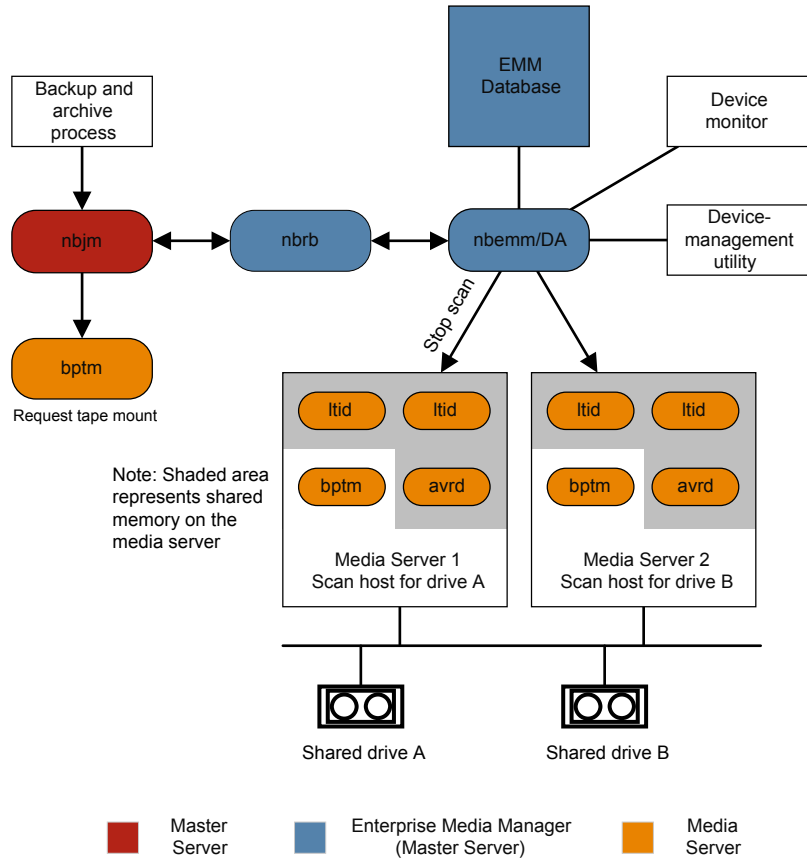 EMM
Database
Backup and
archive
process
Device
monitor
nbjm
nbrb
nbemm/DA
Device-
management
utility
Stop scan
bptm
Request tape mount
ltid
ltid
ltid
ltid
Note: Shaded area
represents shared
memory on the
media server
bptm
avrd
bptm
avrd
Media Server 1
Scan host for drive A
Media Server 2
Scan host for drive B
Shared drive A
Shared drive B
Master
Server
Enterprise Media Manager
(Master Server)
Media
Server